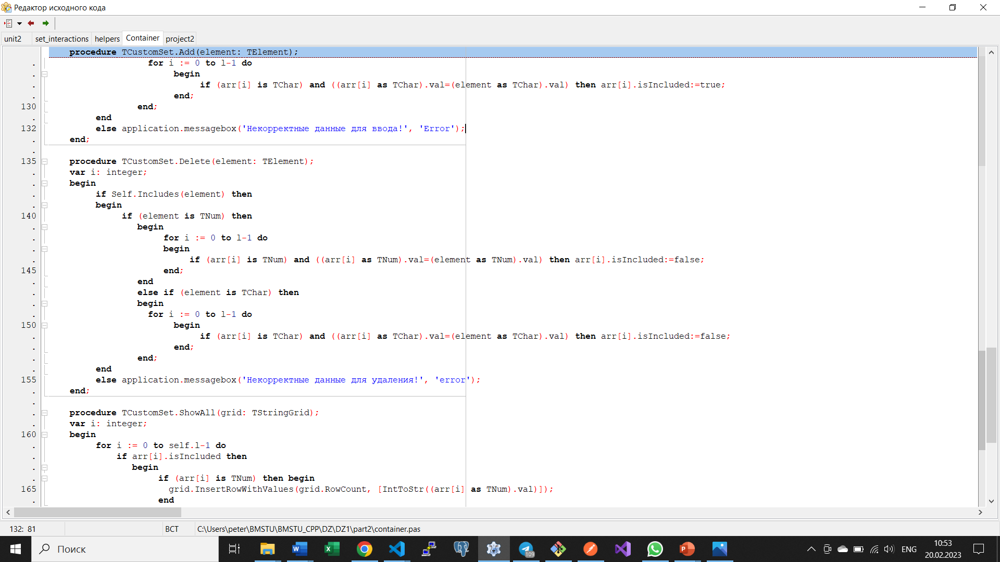 Редактор исходного кода
unit2 set_interactions helpers Container project2
procedure TCustomSet.Add(element: TElement);
. for i := 0 to l-1 do
. begin
. if (arr[i] is TChar) and ((arr[i] as TChar).val=(element as TChar).val) then arr[i].isIncluded:=true;
. end;
130 end;
. end
132 else application.messagebox('Некорректные данные для ввода!', 'Error');
. end;
.
135 procedure TCustomSet.Delete(element: TElement);
. var i: integer;
. begin
. if Self.Includes(element) then
. begin
140 if (element is TNum) then
. begin
. for i := 0 to l-1 do
. begin
. if (arr[i] is TNum) and ((arr[i] as TNum).val=(element as TNum).val) then arr[i].isIncluded:=false;
145 end;
. end
. else if (element is TChar) then
. begin
. for i := 0 to l-1 do
150 begin
. if (arr[i] is TChar) and ((arr[i] as TChar).val=(element as TChar).val) then arr[i].isIncluded:=false;
. end;
. end;
. end
155 else application.messagebox('Некорректные данные для удаления!', 'error');
. end;
.
. procedure TCustomSet.ShowAll(grid: TStringGrid);
. var i: integer;
160 begin
. for i := 0 to self.l-1 do
. if arr[i].isIncluded then
. begin
. if (arr[i] is TNum) then begin
165 grid.InsertRowWithValues(grid.RowCount, [IntToStr((arr[i] as TNum).val)]);
. end
132: 81 ВСТ C:\Users\peter\BMSTU\BMSTU_CPP\DZ\DZ1\part2\container.pas
Поиск 109 ENG 10:53
20.02.2023